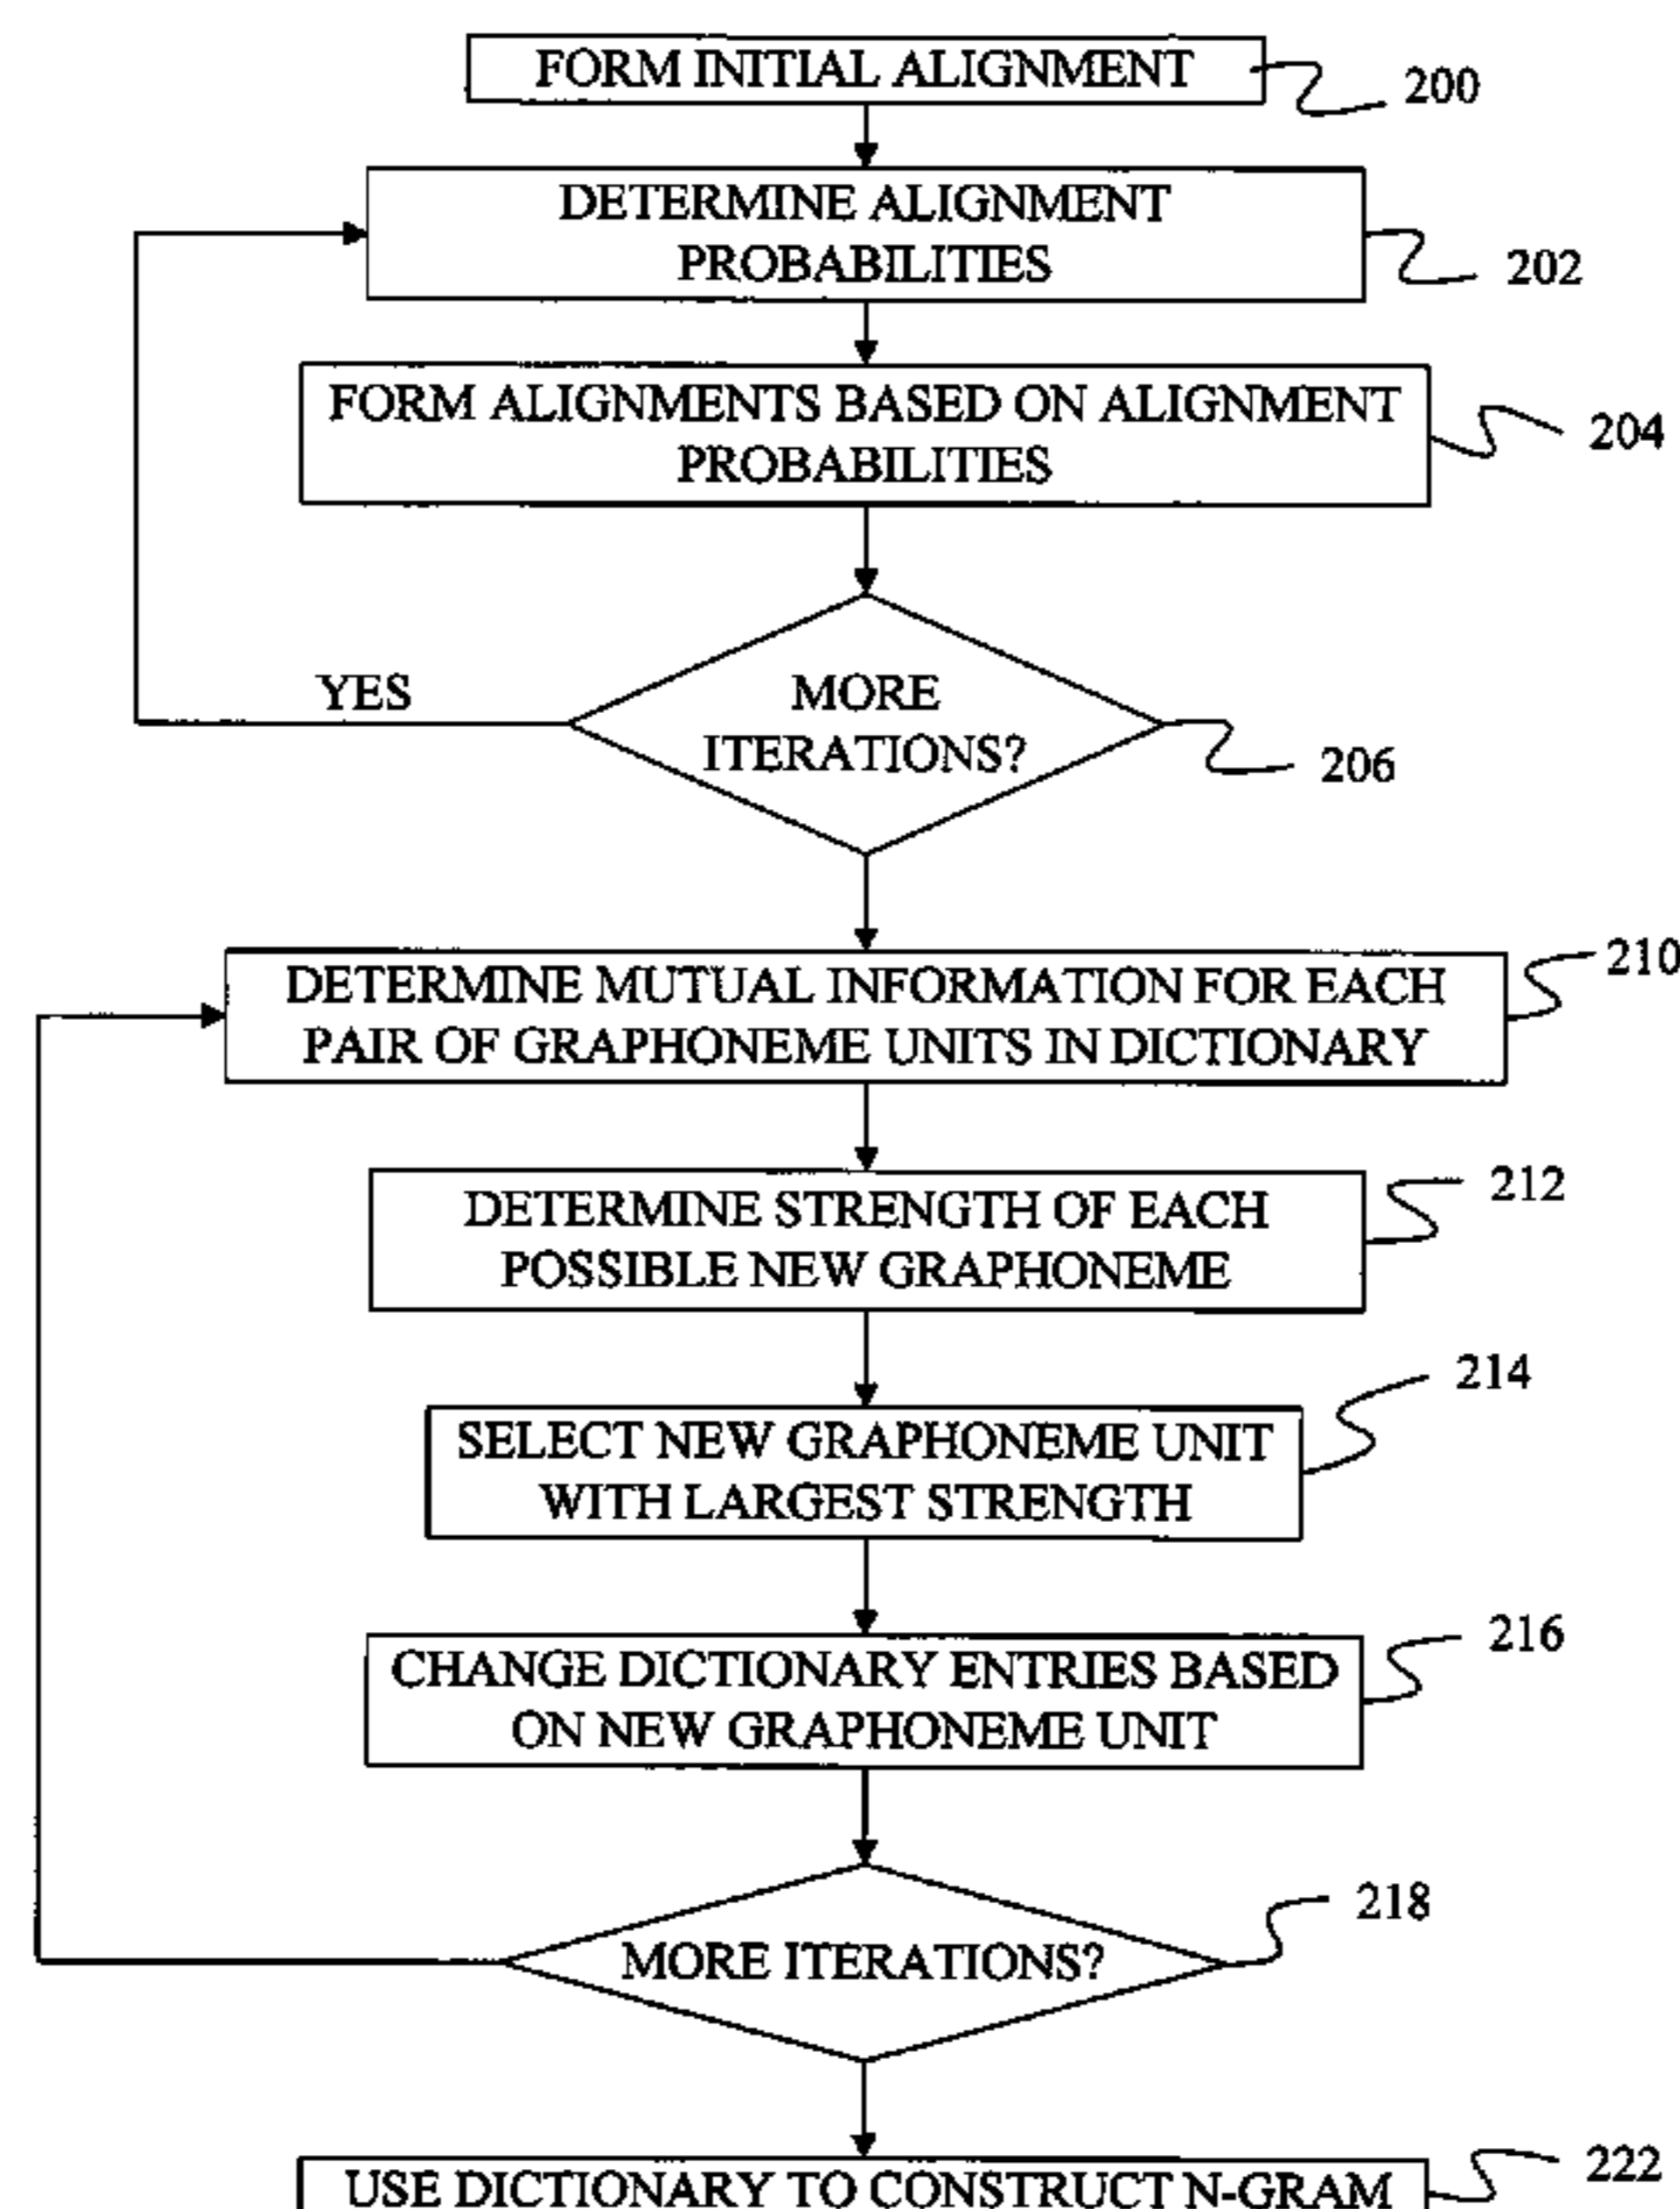 FORM INITIAL ALIGNMENT
200
DETERMINE ALIGNMENT
PROBABILITIES
202
FORM ALIGNMENTS BASED ON ALIGNMENT
PROBABILITIES
204
YES
MORE
ITERATIONS?
206
DETERMINE MUTUAL INFORMATION FOR EACH
PAIR OF GRAPHONEME UNITS IN DICTIONARY
210
DETERMINE STRENGTH OF EACH
POSSIBLE NEW GRAPHONEME
212
SELECT NEW GRAPHONEME UNIT
WITH LARGEST STRENGTH
214
CHANGE DICTIONARY ENTRIES BASED
ON NEW GRAPHONEME UNIT
216
MORE ITERATIONS?
218
USE DICTIONARY TO CONSTRUCT N-GRAM
222